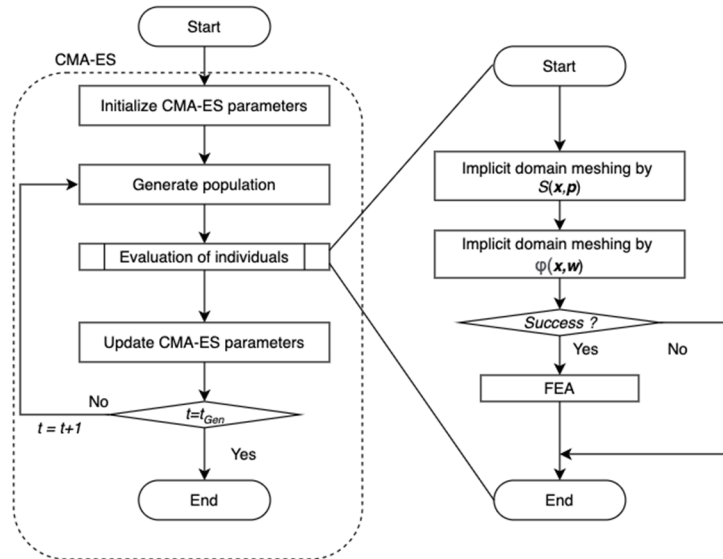 Start
CMA-ES
Initialize CMA-ES parameters
Generate population
Evaluation of individuals
Update CMA-ES parameters
No
t=t_Gen
t = t+1
Yes
End
Start
Implicit domain meshing by
S(x,p)
Implicit domain meshing by
φ(x,w)
Success ?
Yes
No
FEA
End